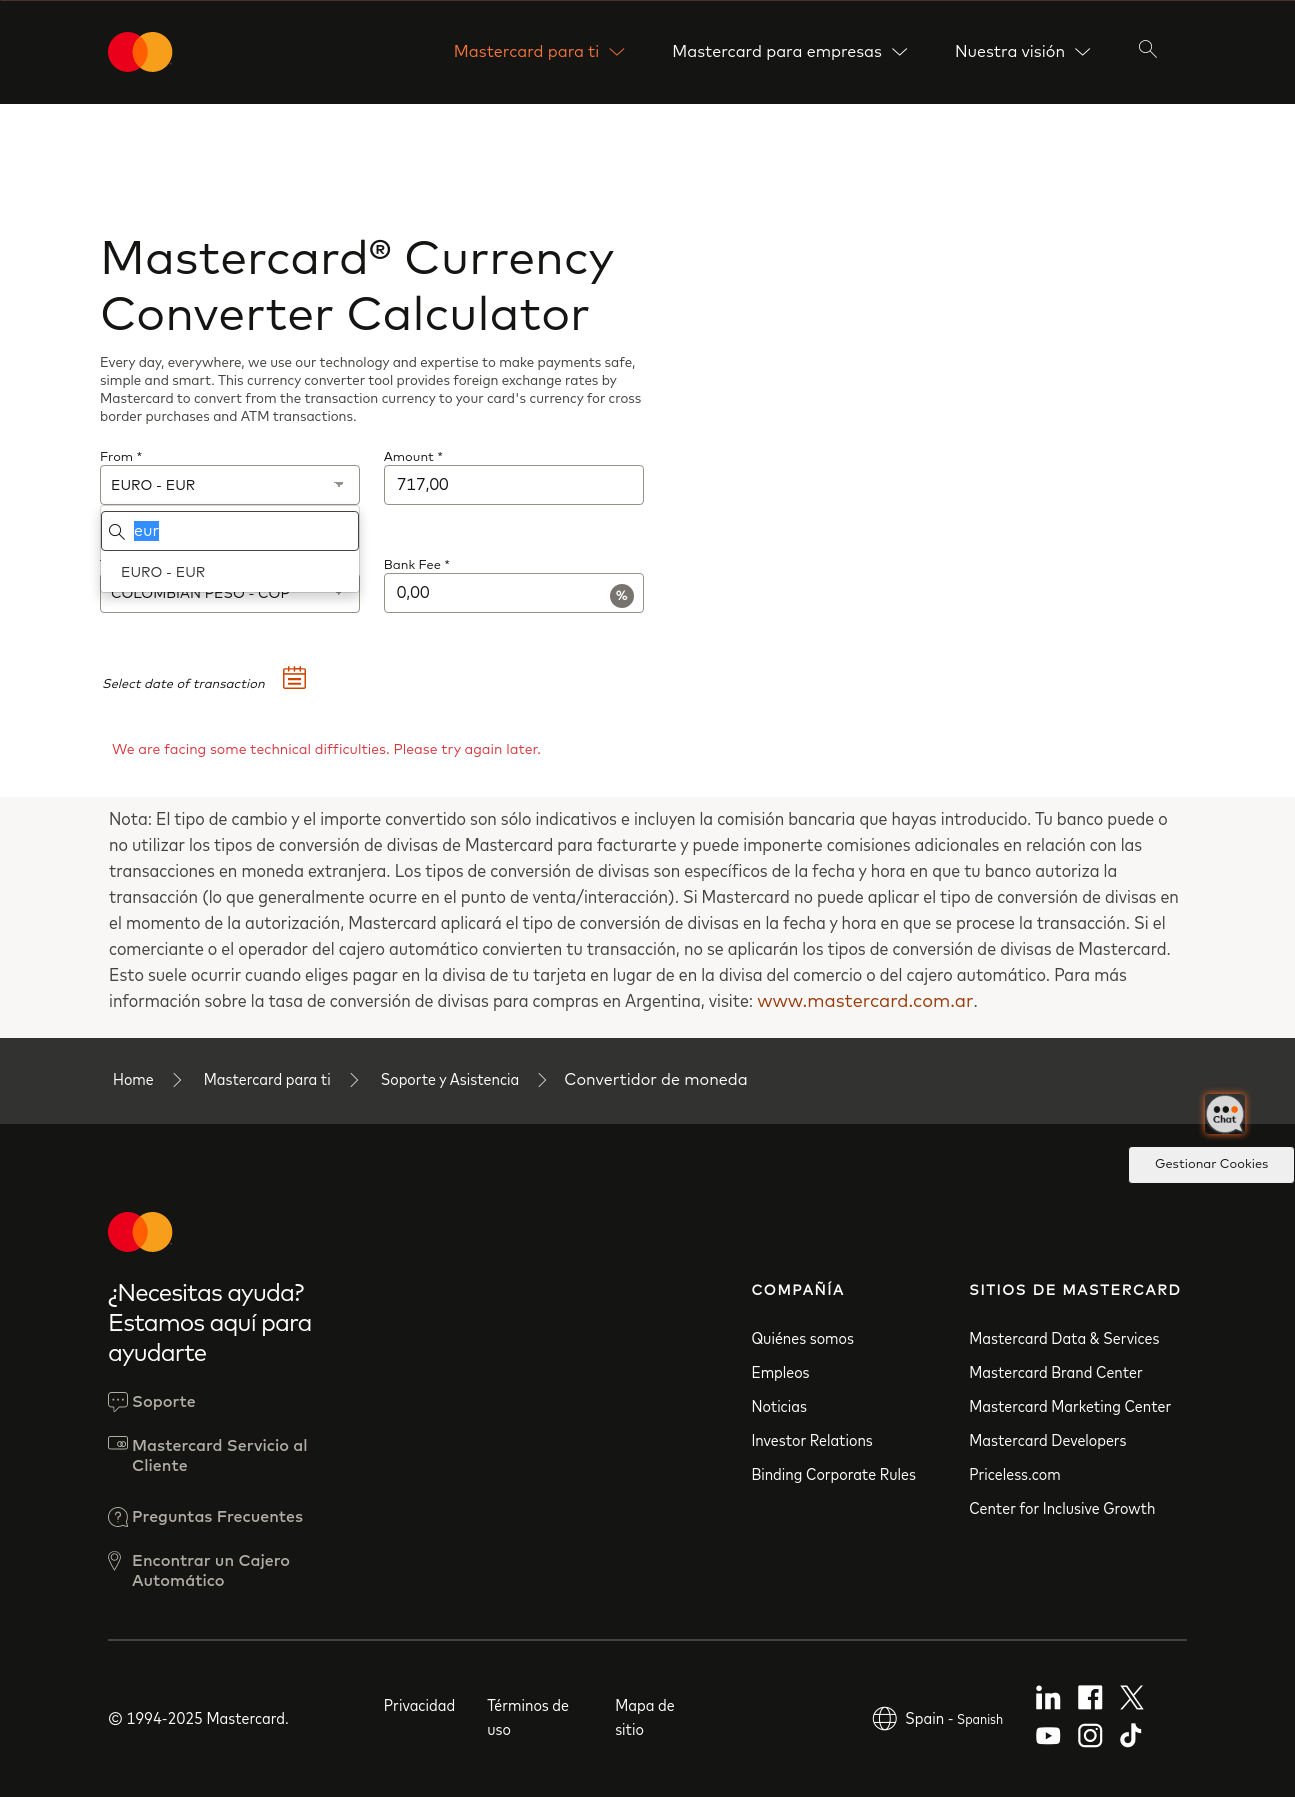 Mastercard para ti
Mastercard para empresas
Nuestra visión
Mastercard® Currency
Converter Calculator
Every day, everywhere, we use our technology and expertise to make payments safe,
simple and smart. This currency converter tool provides foreign exchange rates by
Mastercard to convert from the transaction currency to your card's currency for cross
border purchases and ATM transactions.
From *
Amount *
EURO - EUR
717,00
eur
EURO - EUR
Bank Fee *
COLOMBIAN PESO - COP
0,00
%
Select date of transaction
We are facing some technical difficulties. Please try again later.
Nota: El tipo de cambio y el importe convertido son sólo indicativos e incluyen la comisión bancaria que hayas introducido. Tu banco puede o
no utilizar los tipos de conversión de divisas de Mastercard para facturarte y puede imponerte comisiones adicionales en relación con las
transacciones en moneda extranjera. Los tipos de conversión de divisas son específicos de la fecha y hora en que tu banco autoriza la
transacción (lo que generalmente ocurre en el punto de venta/interacción). Si Mastercard no puede aplicar el tipo de conversión de divisas en
el momento de la autorización, Mastercard aplicará el tipo de conversión de divisas en la fecha y hora en que se procese la transacción. Si el
comerciante o el operador del cajero automático convierten tu transacción, no se aplicarán los tipos de conversión de divisas de Mastercard.
Esto suele ocurrir cuando eliges pagar en la divisa de tu tarjeta en lugar de en la divisa del comercio o del cajero automático. Para más
información sobre la tasa de conversión de divisas para compras en Argentina, visite: www.mastercard.com.ar.
Home
Mastercard para ti
Soporte y Asistencia
Convertidor de moneda
Chat
Gestionar Cookies
¿Necesitas ayuda?
Estamos aquí para
ayudarte
Soporte
Mastercard Servicio al
Cliente
Preguntas Frecuentes
Encontrar un Cajero
Automático
COMPAÑÍA
Quiénes somos
Empleos
Noticias
Investor Relations
Binding Corporate Rules
SITIOS DE MASTERCARD
Mastercard Data & Services
Mastercard Brand Center
Mastercard Marketing Center
Mastercard Developers
Priceless.com
Center for Inclusive Growth
© 1994-2025 Mastercard.
Privacidad
Términos de
uso
Mapa de
sitio
Spain - Spanish